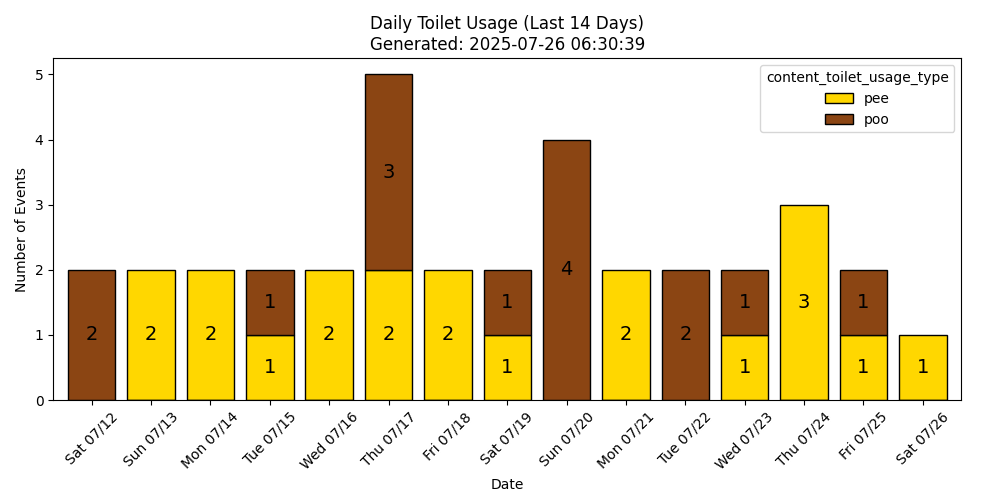 Daily Toilet Usage (Last 14 Days)
Generated: 2025-07-26 06:30:39
content_toilet_usage_type
pee
poo
Number of Events
5
4
3
2
1
0
3
2
4
3
1
1
1
1
2
2
2
2
2
2
2
2
1
1
1
1
1
Sat 07/12
Sun 07/13
Mon 07/14
Tue 07/15
Wed 07/16
Thu 07/17
Fri 07/18
Sat 07/19
Sun 07/20
Mon 07/21
Tue 07/22
Wed 07/23
Thu 07/24
Fri 07/25
Sat 07/26
Date